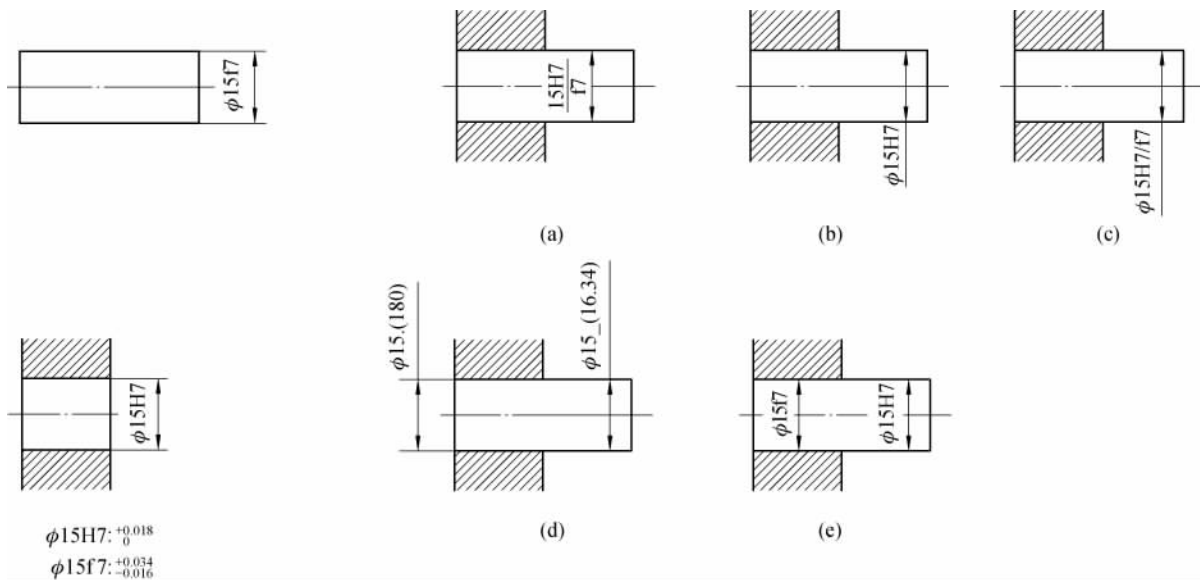 φ15f7
15H7
f7
φ15H7
φ15H7/f7
(a)
(b)
(c)
φ15.(180)
φ15_(16.34)
φ15H7
φ15f7
φ15H7
(d)
(e)
φ15H7: +0.018 0
φ15f7: +0.034 -0.016